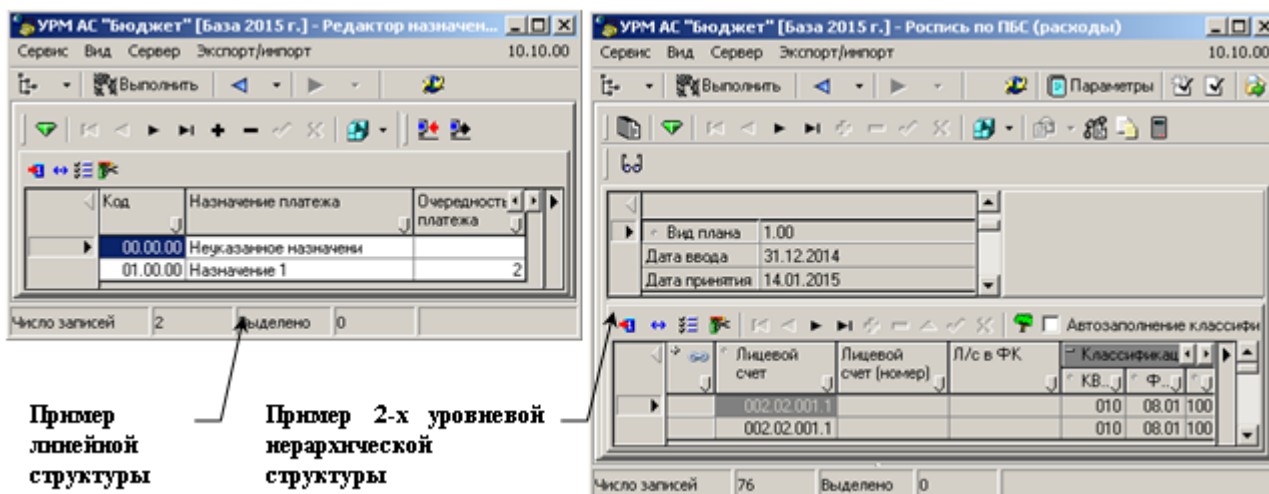 УРМ АС "Бюджет" [База 2015 г.] - Редактор назначен...
Сервис Вид Сервер Экспорт/импорт 10.10.00
Выполнить
Код Назначение платежа Очередность платежа
00.00.00 Неуказанное назначени
01.00.00 Назначение 1 2
Число записей 2 Выделено 0
Пример
линейной
структуры
УРМ АС "Бюджет" [База 2015 г.] - Роспись по ПБС (расходы)
Сервис Вид Сервер Экспорт/импорт 10.10.00
Выполнить Параметры
Вид плана 1.00
Дата ввода 31.12.2014
Дата принятия 14.01.2015
Автозаполнение классифи
Лицевой счет Лицевой счет (номер) Л/с в ФК Классификац
КВ... Ф...
002.02.001.1 010 08.01 100
002.02.001.1 010 08.01 100
Число записей 76 Выделено 0
Пример 2-х уровневой
иерархической
структуры